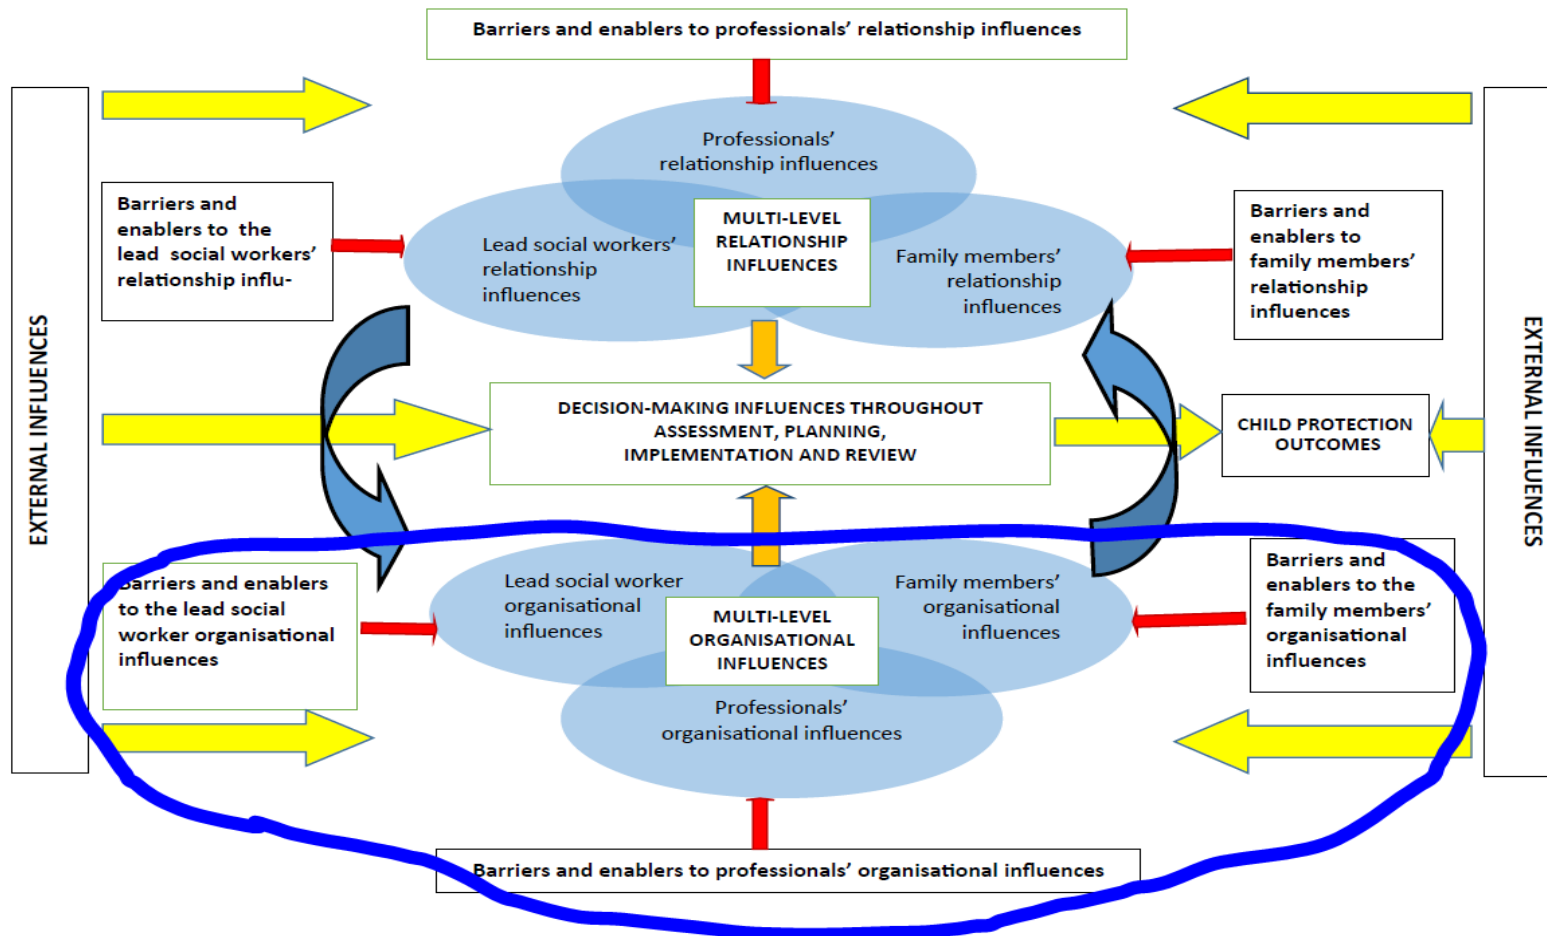 Barriers and enablers to professionals’ relationship influences
EXTERNAL INFLUENCES
Professionals’
relationship influences
Barriers and
enablers to  the
lead  social workers’
relationship influ-
Lead social workers’
relationship
influences
MULTI-LEVEL
RELATIONSHIP
INFLUENCES
Family members’
relationship
influences
Barriers and
enablers to
family members’
relationship
influences
EXTERNAL INFLUENCES
DECISION-MAKING INFLUENCES THROUGHOUT
ASSESSMENT, PLANNING,
IMPLEMENTATION AND REVIEW
CHILD PROTECTION
OUTCOMES
Barriers and enablers
to the lead social
worker organisational
influences
Lead social worker
organisational
influences
MULTI-LEVEL
ORGANISATIONAL
INFLUENCES
Family members’
organisational
influences
Barriers and
enablers to the
family members’
organisational
influences
Professionals’
organisational influences
Barriers and enablers to professionals’ organisational influences